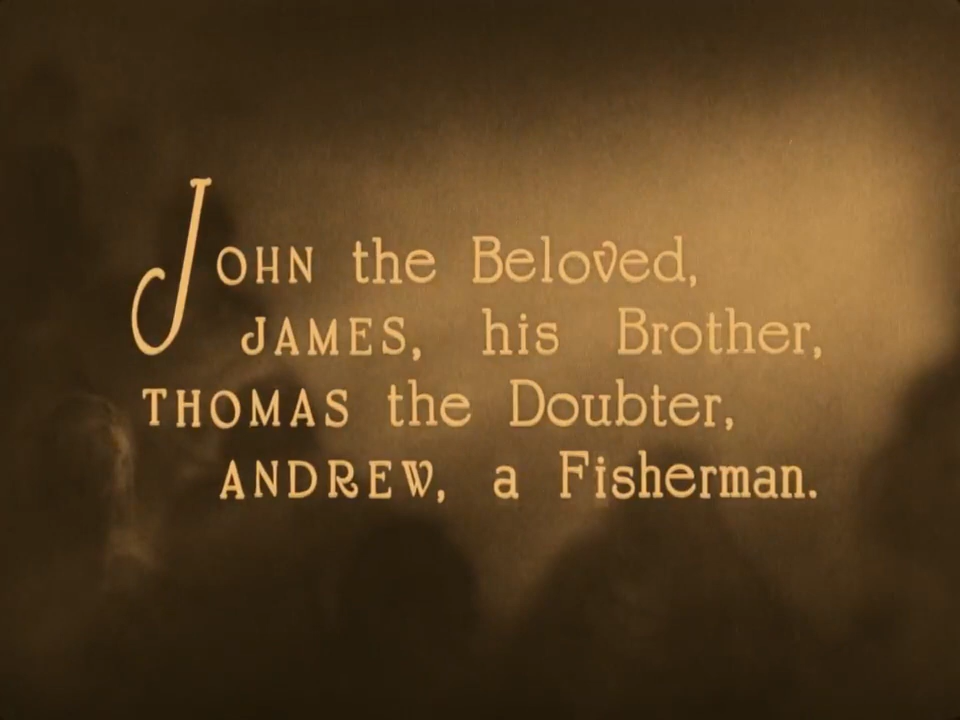 JOHN the Beloved,
JAMES, his Brother,
THOMAS the Doubter,
ANDREW, a Fisherman.